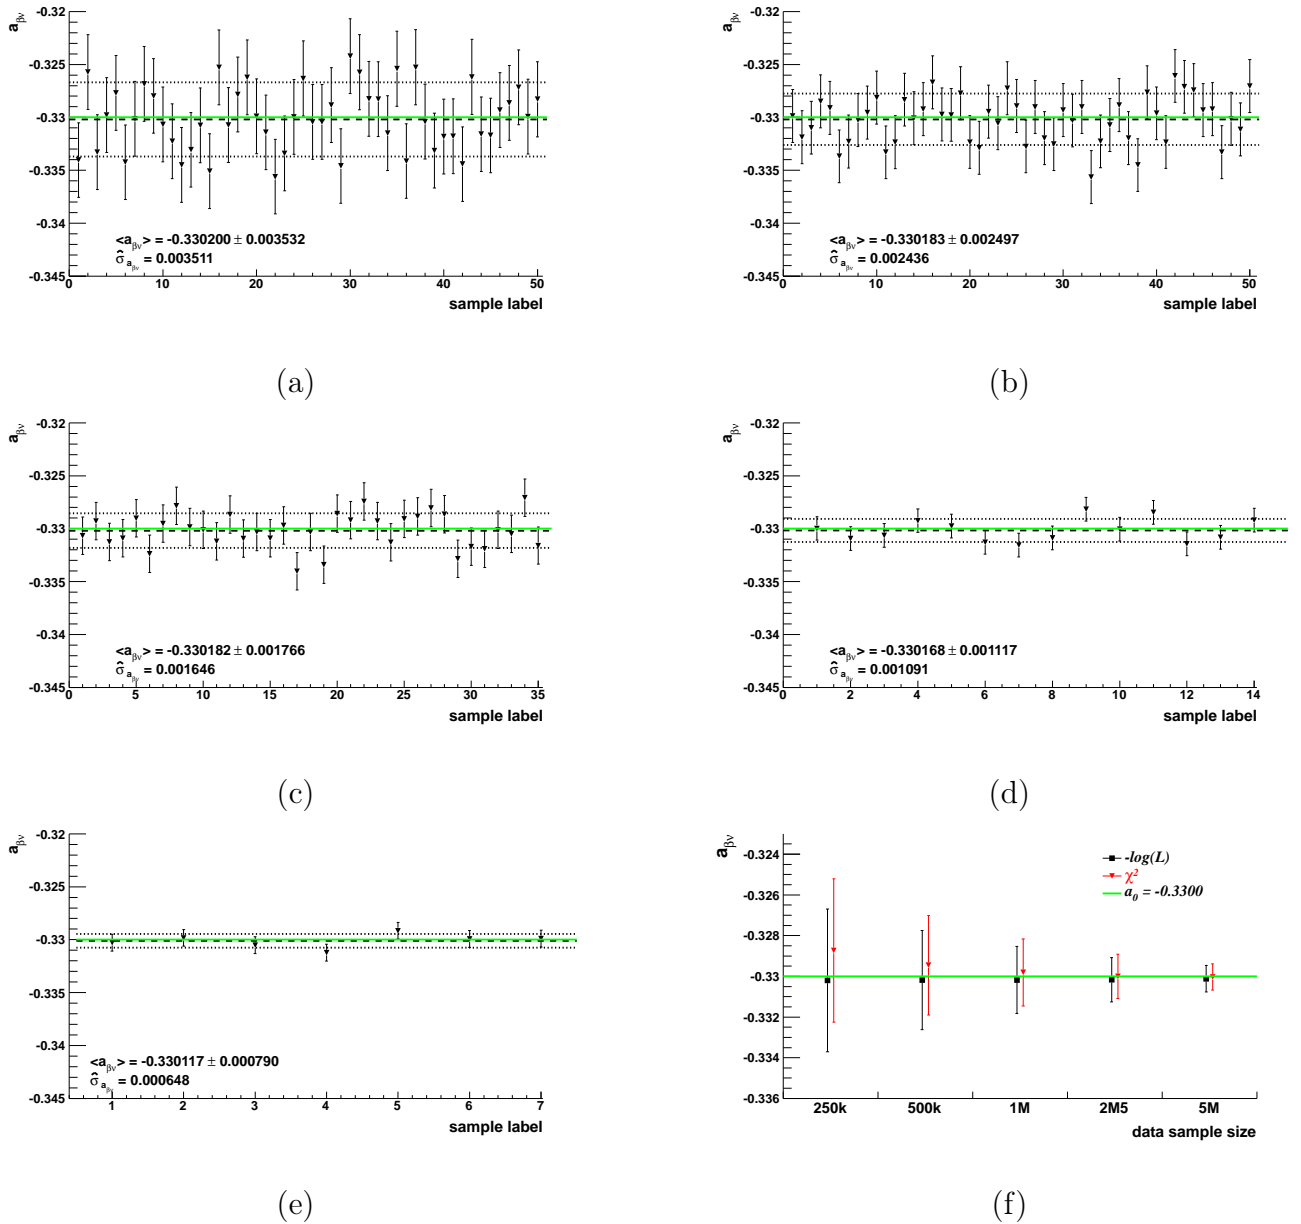 a_βν
-0.32
-0.325
-0.33
-0.335
-0.34
-0.345
<a_βν> = -0.330200 ± 0.003532
σ̂_a_βν = 0.003511
0 10 20 30 40 50
sample label
(a)
a_βν
-0.32
-0.325
-0.33
-0.335
-0.34
-0.345
<a_βν> = -0.330183 ± 0.002497
σ̂_a_βν = 0.002436
0 10 20 30 40 50
sample label
(b)
a_βν
-0.32
-0.325
-0.33
-0.335
-0.34
-0.345
<a_βν> = -0.330182 ± 0.001766
σ̂_a_βν = 0.001646
0 5 10 15 20 25 30 35
sample label
(c)
a_βν
-0.32
-0.325
-0.33
-0.335
-0.34
-0.345
<a_βν> = -0.330168 ± 0.001117
σ̂_a_βν = 0.001091
0 2 4 6 8 10 12 14
sample label
(d)
a_βν
-0.32
-0.325
-0.33
-0.335
-0.34
-0.345
<a_βν> = -0.330117 ± 0.000790
σ̂_a_βν = 0.000648
1 2 3 4 5 6 7
sample label
(e)
a_βν
-0.324
-0.326
-0.328
-0.33
-0.332
-0.334
-0.336
-log(L)
χ²
a₀ = -0.3300
250k 500k 1M 2M5 5M
data sample size
(f)